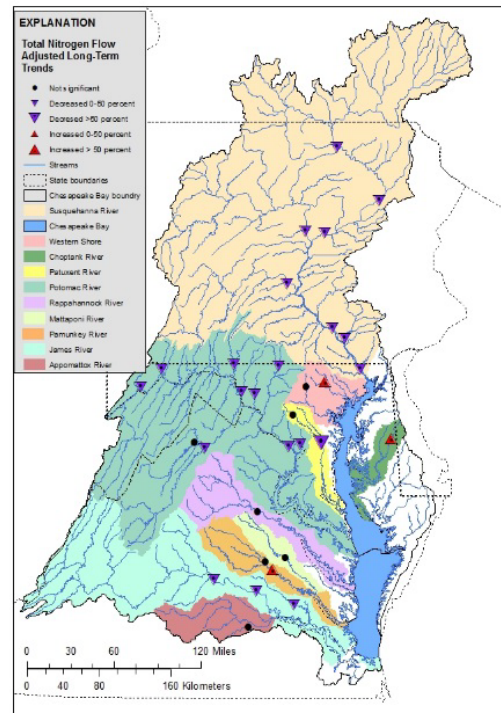 EXPLANATION
Total Nitrogen Flow
Adjusted Long-Term
Trends
Not significant
Decreased 0-50 percent
Decreased >50 percent
Increased 0-50 percent
Increased > 50 percent
Streams
State boundaries
Chesapeake Bay boundry
Susquehanna River
Chesapeake Bay
Western Shore
Choptank River
Patuxent River
Potomac River
Rappahannock River
Mattaponi River
Pamunkey River
James River
Appomattox River
0 30 60 120 Miles
0 40 80 160 Kilometers